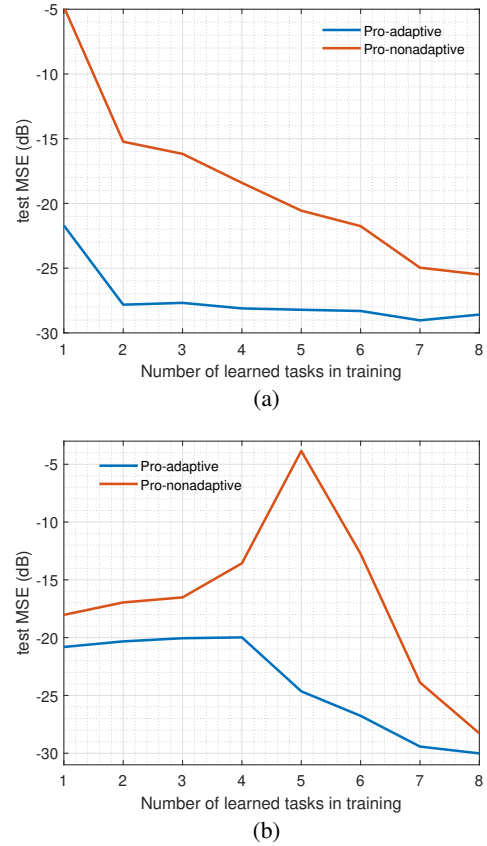 -5
-10
-15
-20
-25
-30
test MSE (dB)
Pro-adaptive
Pro-nonadaptive
1 2 3 4 5 6 7 8
Number of learned tasks in training
(a)
-5
-10
-15
-20
-25
-30
test MSE (dB)
Pro-adaptive
Pro-nonadaptive
1 2 3 4 5 6 7 8
Number of learned tasks in training
(b)